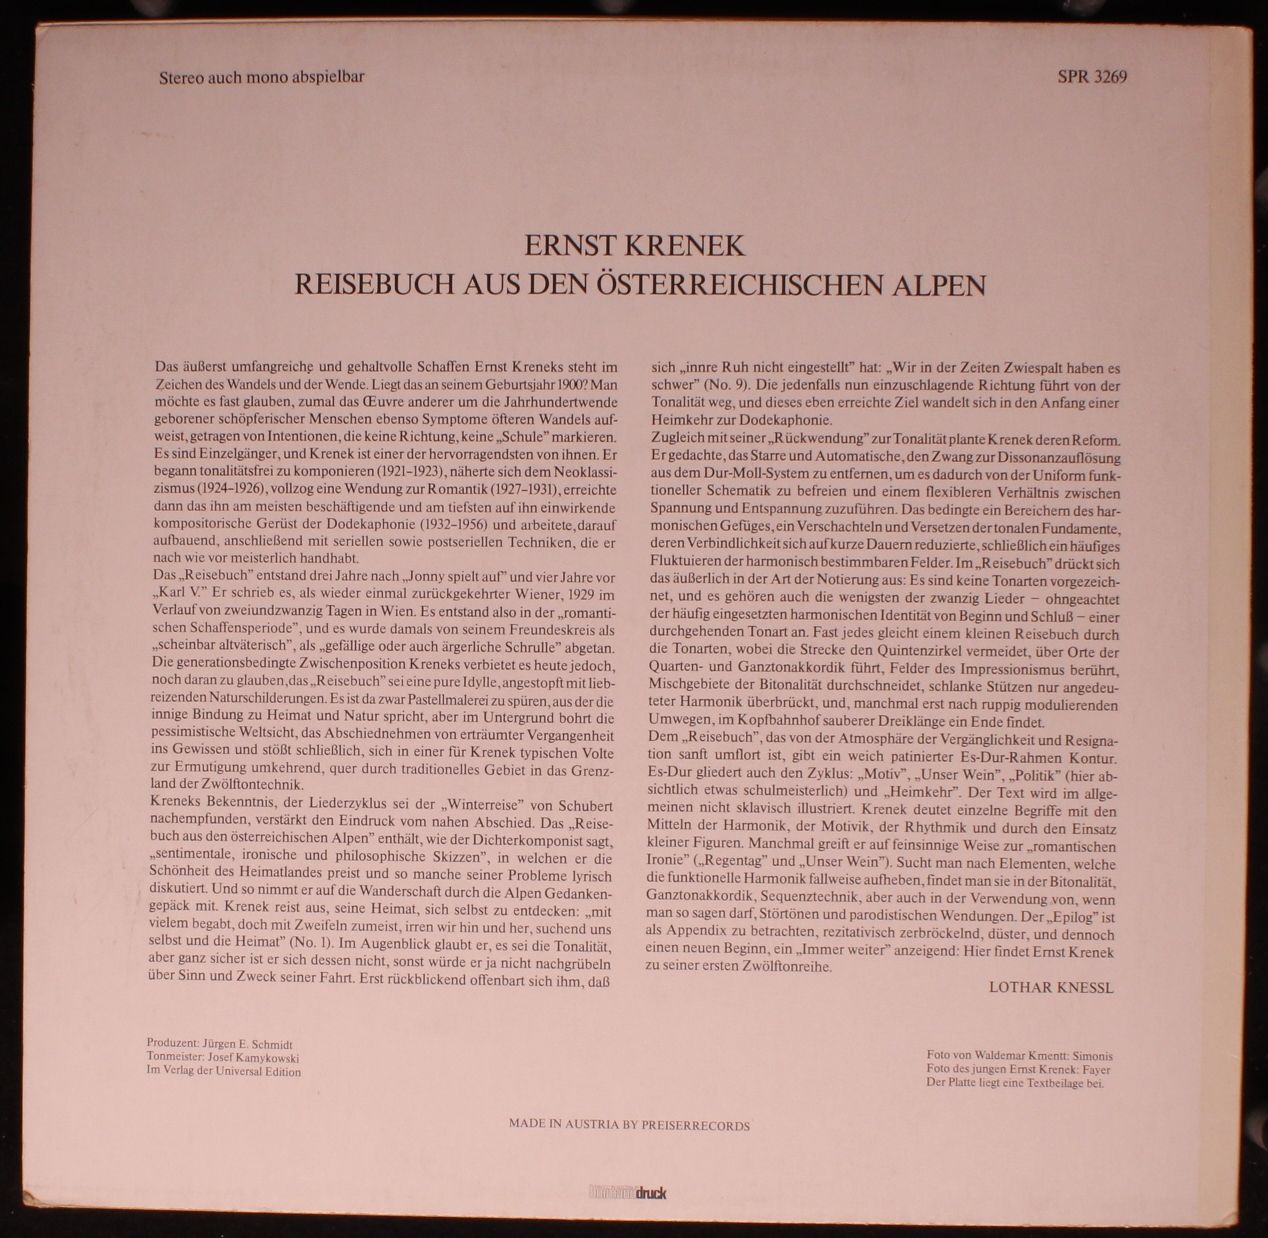 Stereo auch mono abspielbar
SPR 3269
ERNST KRENEK
REISEBUCH AUS DEN ÖSTERREICHISCHEN ALPEN
Das äußerst umfangreiche und gehaltvolle Schaffen Ernst Kreneks steht im
Zeichen des Wandels und der Wende. Liegt das an seinem Geburtsjahr 1900? Man
möchte es fast glauben, zumal das Œuvre anderer um die Jahrhundertwende
geborener schöpferischer Menschen ebenso Symptome öfteren Wandels auf-
weist, getragen von Intentionen, die keine Richtung, keine „Schule” markieren.
Es sind Einzelgänger, und Krenek ist einer der hervorragendsten von ihnen. Er
begann tonalitätsfrei zu komponieren (1921–1923), näherte sich dem Neoklassi-
zismus (1924–1926), vollzog eine Wendung zur Romantik (1927–1931), erreichte
dann das ihn am meisten beschäftigende und am tiefsten auf ihn einwirkende
kompositorische Gerüst der Dodekaphonie (1932–1956) und arbeitete, darauf
aufbauend, anschließend mit seriellen sowie postseriellen Techniken, die er
nach wie vor meisterlich handhabt.
Das „Reisebuch” entstand drei Jahre nach „Jonny spielt auf” und vier Jahre vor
„Karl V.” Er schrieb es, als wieder einmal zurückgekehrter Wiener, 1929 im
Verlauf von zweiundzwanzig Tagen in Wien. Es entstand also in der „romanti-
schen Schaffensperiode”, und es wurde damals von seinem Freundeskreis als
„scheinbar altväterisch”, als „gefällige oder auch ärgerliche Schrulle” abgetan.
Die generationsbedingte Zwischenposition Kreneks verbietet es heute jedoch,
noch daran zu glauben, das „Reisebuch” sei eine pure Idylle, angestopft mit lieb-
reizenden Naturschilderungen. Es ist da zwar Pastellmalerei zu spüren, aus der die
innige Bindung zu Heimat und Natur spricht, aber im Untergrund bohrt die
pessimistische Weltsicht, das Abschiednehmen von erträumter Vergangenheit
ins Gewissen und stößt schließlich, sich in einer für Krenek typischen Volte
zur Ermutigung umkehrend, quer durch traditionelles Gebiet in das Grenz-
land der Zwölftontechnik.
Kreneks Bekenntnis, der Liederzyklus sei der „Winterreise” von Schubert
nachempfunden, verstärkt den Eindruck vom nahen Abschied. Das „Reise-
buch aus den österreichischen Alpen” enthält, wie der Dichterkomponist sagt,
„sentimentale, ironische und philosophische Skizzen”, in welchen er die
Schönheit des Heimatlandes preist und so manche seiner Probleme lyrisch
diskutiert. Und so nimmt er auf die Wanderschaft durch die Alpen Gedanken-
gepäck mit. Krenek reist aus, seine Heimat, sich selbst zu entdecken: „mit
vielem begabt, doch mit Zweifeln zumeist, irren wir hin und her, suchend uns
selbst und die Heimat” (No. 1). Im Augenblick glaubt er, es sei die Tonalität,
aber ganz sicher ist er sich dessen nicht, sonst würde er ja nicht nachgrübeln
über Sinn und Zweck seiner Fahrt. Erst rückblickend offenbart sich ihm, daß
sich „innre Ruh nicht eingestellt” hat: „Wir in der Zeiten Zwiespalt haben es
schwer” (No. 9). Die jedenfalls nun einzuschlagende Richtung führt von der
Tonalität weg, und dieses eben erreichte Ziel wandelt sich in den Anfang einer
Heimkehr zur Dodekaphonie.
Zugleich mit seiner „Rückwendung” zur Tonalität plante Krenek deren Reform.
Er gedachte, das Starre und Automatische, den Zwang zur Dissonanzauflösung
aus dem Dur-Moll-System zu entfernen, um es dadurch von der Uniform funk-
tioneller Schematik zu befreien und einem flexibleren Verhältnis zwischen
Spannung und Entspannung zuzuführen. Das bedingte ein Bereichern des har-
monischen Gefüges, ein Verschachteln und Versetzen der tonalen Fundamente,
deren Verbindlichkeit sich auf kurze Dauern reduzierte, schließlich ein häufiges
Fluktuieren der harmonisch bestimmbaren Felder. Im „Reisebuch” drückt sich
das äußerlich in der Art der Notierung aus: Es sind keine Tonarten vorgezeich-
net, und es gehören auch die wenigsten der zwanzig Lieder – ohngeachtet
der häufig eingesetzten harmonischen Identität von Beginn und Schluß – einer
durchgehenden Tonart an. Fast jedes gleicht einem kleinen Reisebuch durch
die Tonarten, wobei die Strecke den Quintenzirkel vermeidet, über Orte der
Quarten- und Ganztonakkordik führt, Felder des Impressionismus berührt,
Mischgebiete der Bitonalität durchschneidet, schlanke Stützen nur angedeu-
teter Harmonik überbrückt, und, manchmal erst nach ruppig modulierenden
Umwegen, im Kopfbahnhof sauberer Dreiklänge ein Ende findet.
Dem „Reisebuch”, das von der Atmosphäre der Vergänglichkeit und Resigna-
tion sanft umflort ist, gibt ein weich patinierter Es-Dur-Rahmen Kontur.
Es-Dur gliedert auch den Zyklus: „Motiv”, „Unser Wein”, „Politik” (hier ab-
sichtlich etwas schulmeisterlich) und „Heimkehr”. Der Text wird im allge-
meinen nicht sklavisch illustriert. Krenek deutet einzelne Begriffe mit den
Mitteln der Harmonik, der Motivik, der Rhythmik und durch den Einsatz
kleiner Figuren. Manchmal greift er auf feinsinnige Weise zur „romantischen
Ironie” („Regentag” und „Unser Wein”). Sucht man nach Elementen, welche
die funktionelle Harmonik fallweise aufheben, findet man sie in der Bitonalität,
Ganztonakkordik, Sequenztechnik, aber auch in der Verwendung von, wenn
man so sagen darf, Störtönen und parodistischen Wendungen. Der „Epilog” ist
als Appendix zu betrachten, rezitativisch zerbröckelnd, düster, und dennoch
einen neuen Beginn, ein „Immer weiter” anzeigend: Hier findet Ernst Krenek
zu seiner ersten Zwölftonreihe.
LOTHAR KNESSL
Produzent: Jürgen E. Schmidt
Tonmeister: Josef Kamykowski
Im Verlag der Universal Edition
Foto von Waldemar Kmentt: Simonis
Foto des jungen Ernst Krenek: Fayer
Der Platte liegt eine Textbeilage bei.
MADE IN AUSTRIA BY PREISERRECORDS
druck